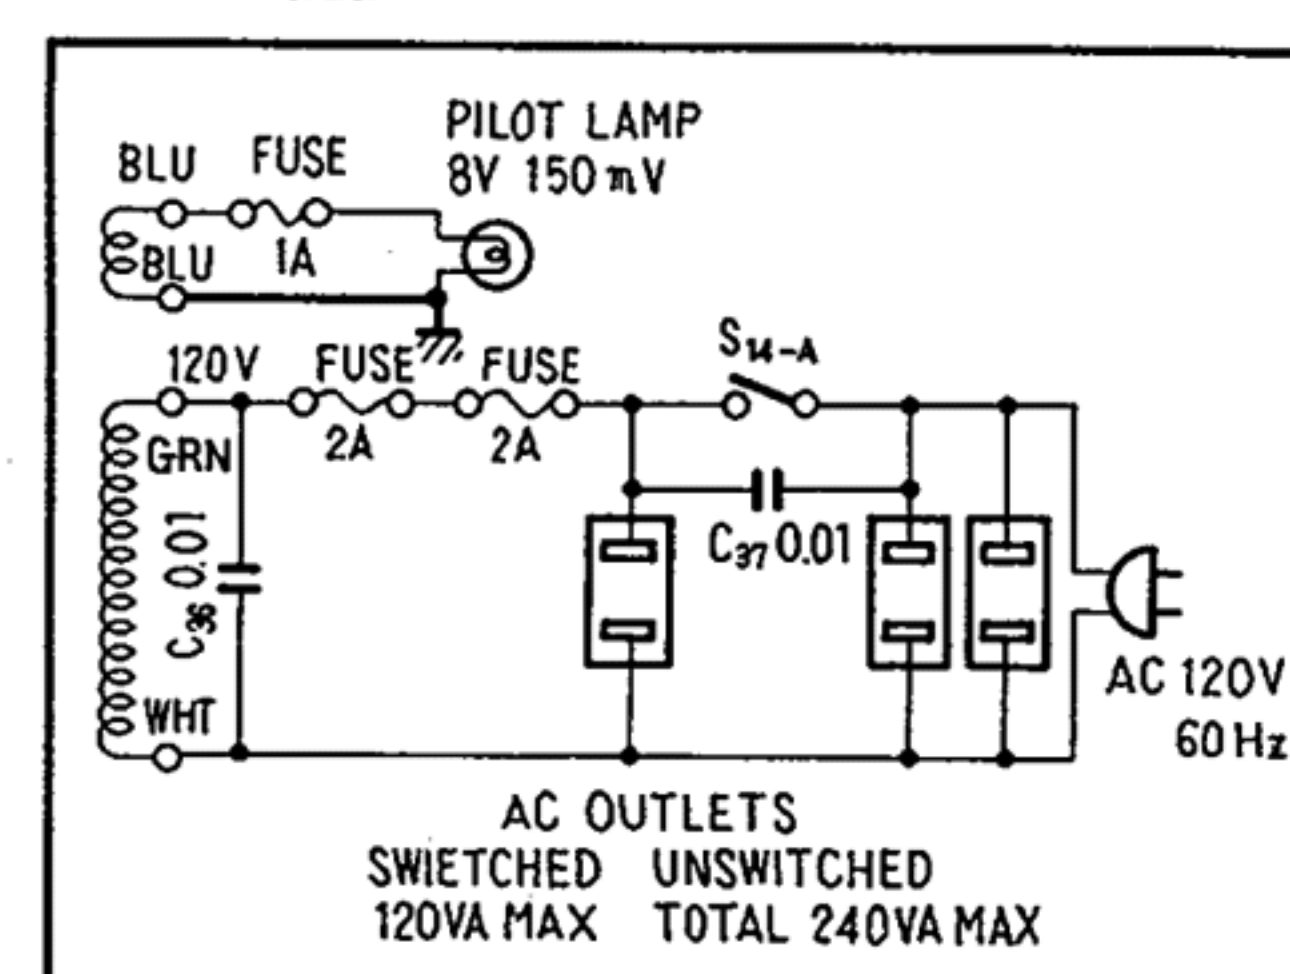 PILOT LAMP
8V 150mV
BLU
FUSE
1A
BLU
120V
FUSE
2A
FUSE
2A
S14-A
GRN
C36 0.01
C37 0.01
WHT
AC 120V
60Hz
AC OUTLETS
SWIETCHED UNSWITCHED
120VA MAX TOTAL 240VA MAX